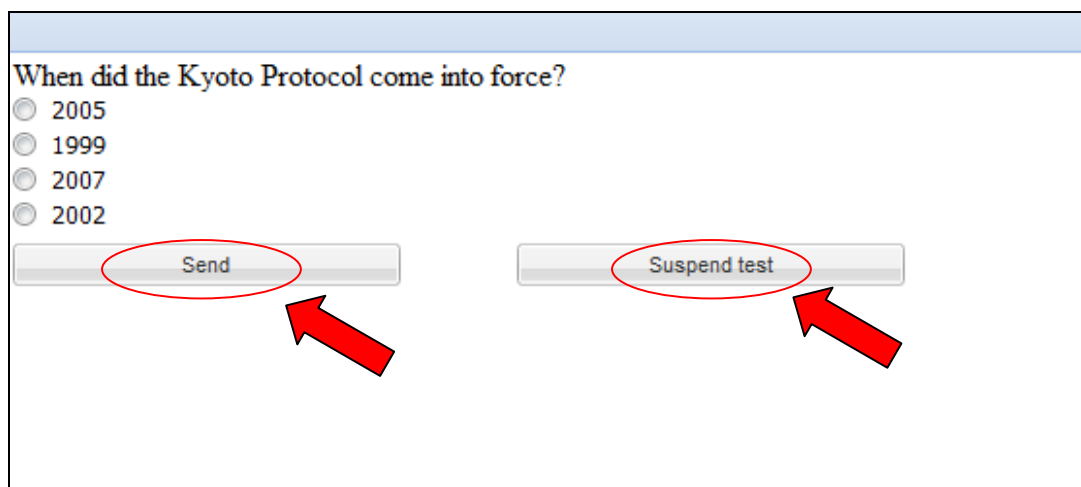 When did the Kyoto Protocol come into force?
2005
1999
2007
2002
Send Suspend test